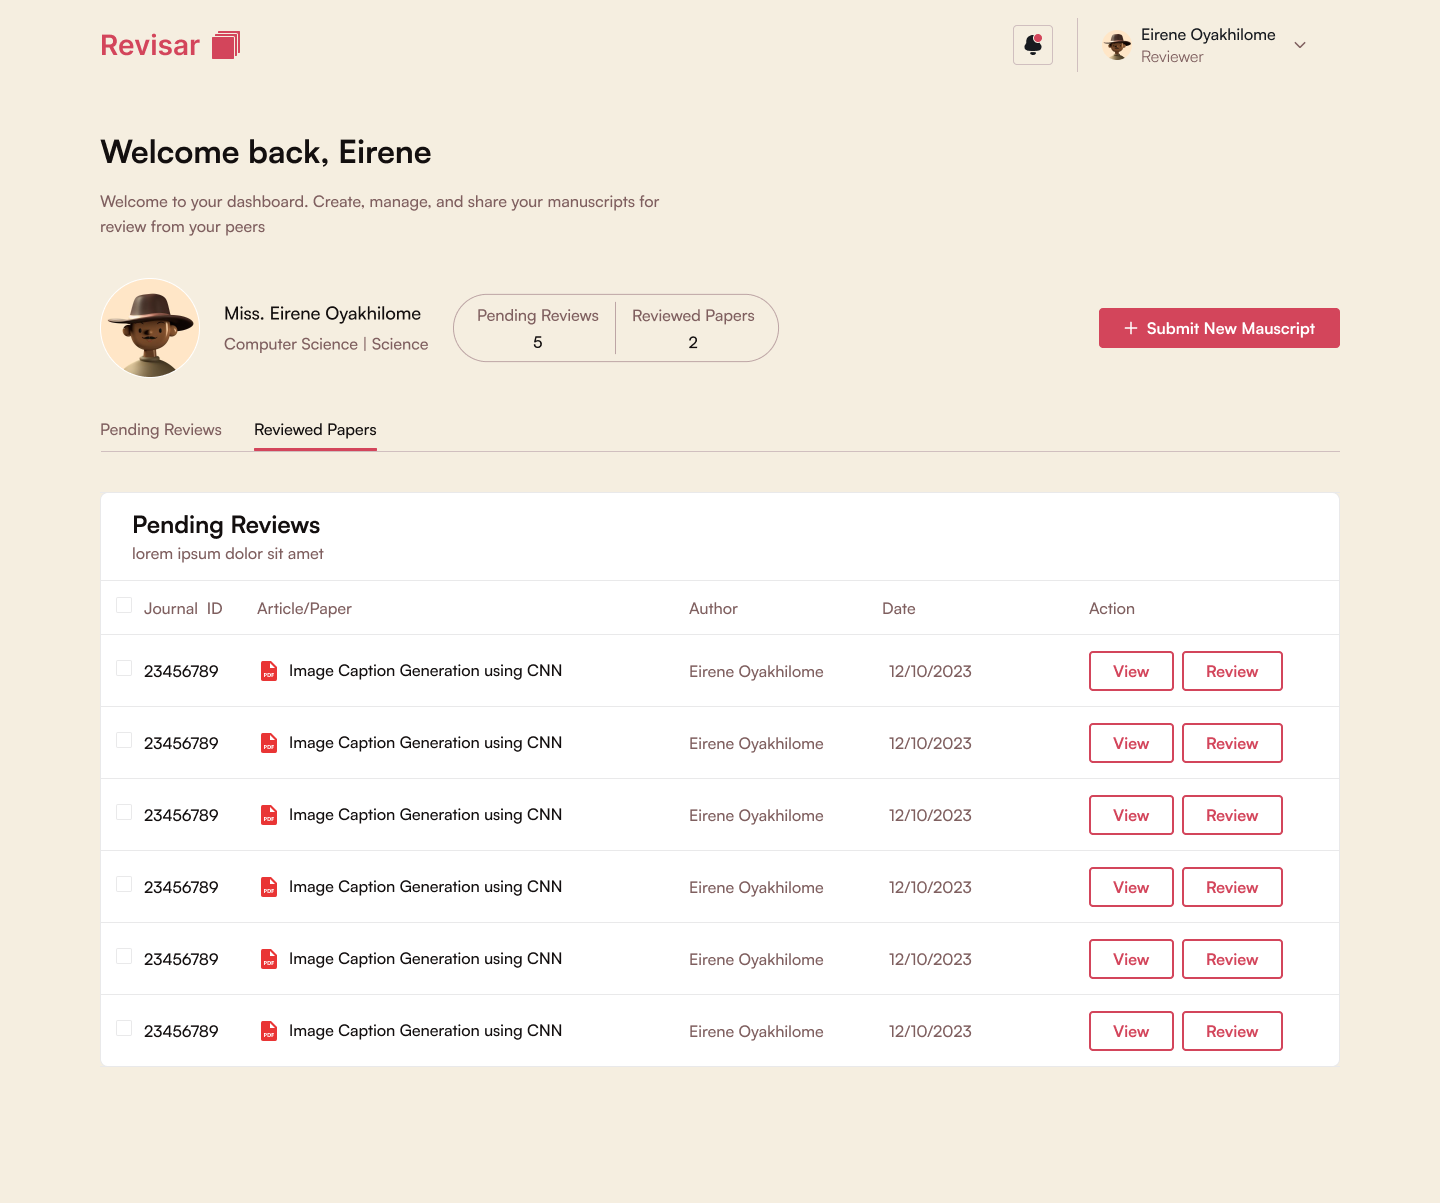 Revisar
Eirene Oyakhilome
Reviewer
Welcome back, Eirene
Welcome to your dashboard. Create, manage, and share your manuscripts for
review from your peers
Miss. Eirene Oyakhilome
Computer Science | Science
Pending Reviews
5
Reviewed Papers
2
Submit New Mauscript
Pending Reviews Reviewed Papers
Pending Reviews
lorem ipsum dolor sit amet
Journal ID Article/Paper Author Date Action
23456789 PDF Image Caption Generation using CNN Eirene Oyakhilome 12/10/2023 View Review
23456789 PDF Image Caption Generation using CNN Eirene Oyakhilome 12/10/2023 View Review
23456789 PDF Image Caption Generation using CNN Eirene Oyakhilome 12/10/2023 View Review
23456789 PDF Image Caption Generation using CNN Eirene Oyakhilome 12/10/2023 View Review
23456789 PDF Image Caption Generation using CNN Eirene Oyakhilome 12/10/2023 View Review
23456789 PDF Image Caption Generation using CNN Eirene Oyakhilome 12/10/2023 View Review